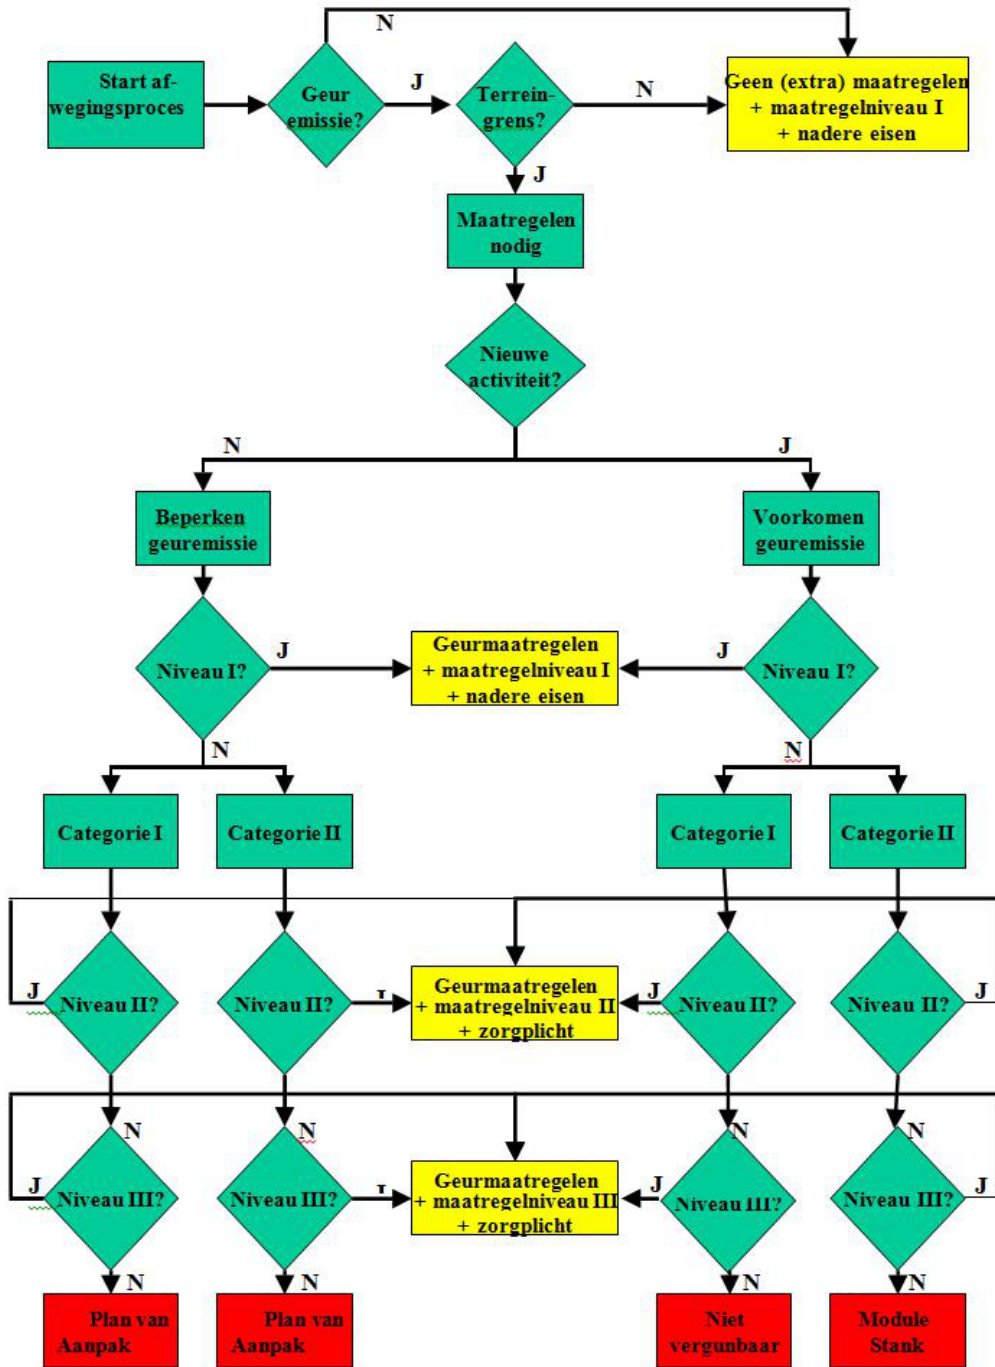 N
Start af-
wegingsproces
Geur
emissie?
J
Terrein-
grens?
N
Geen (extra) maatregelen
+ maatregelniveau I
+ nadere eisen
J
Maatregelen
nodig
Nieuwe
activiteit?
N
J
Beperken
geuremissie
Voorkomen
geuremissie
Niveau I?
J
Geurmaatregelen
+ maatregelniveau I
+ nadere eisen
J
Niveau I?
N
N
Categorie I
Categorie II
Categorie I
Categorie II
J
Niveau II?
Niveau II?
J
Geurmaatregelen
+ maatregelniveau II
+ zorgplicht
J
Niveau II?
Niveau II?
J
N
N
N
N
J
Niveau III?
Niveau III?
J
Geurmaatregelen
+ maatregelniveau III
+ zorgplicht
J
Niveau III?
Niveau III?
J
N
N
N
N
Plan van
Aanpak
Plan van
Aanpak
Niet
vergunbaar
Module
Stank